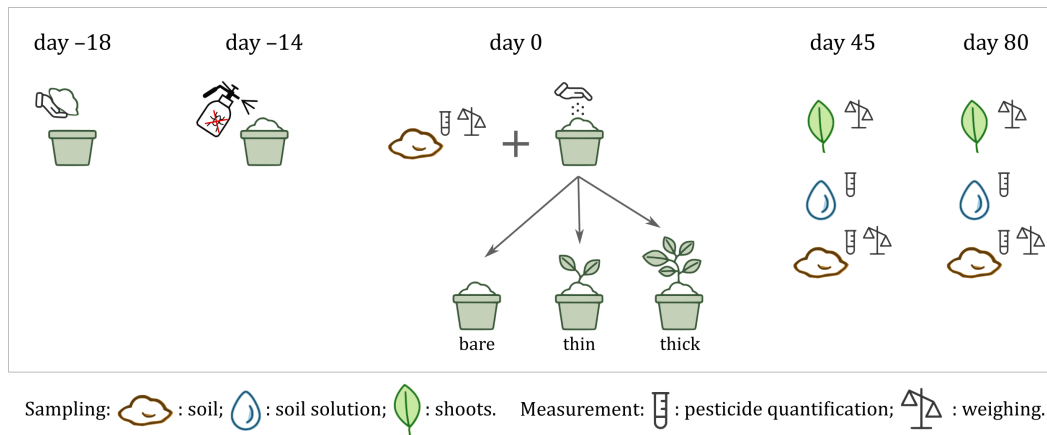 day –18 day –14 day 0 day 45 day 80
bare thin thick
Sampling: : soil; : soil solution; : shoots. Measurement: : pesticide quantification; : weighing.